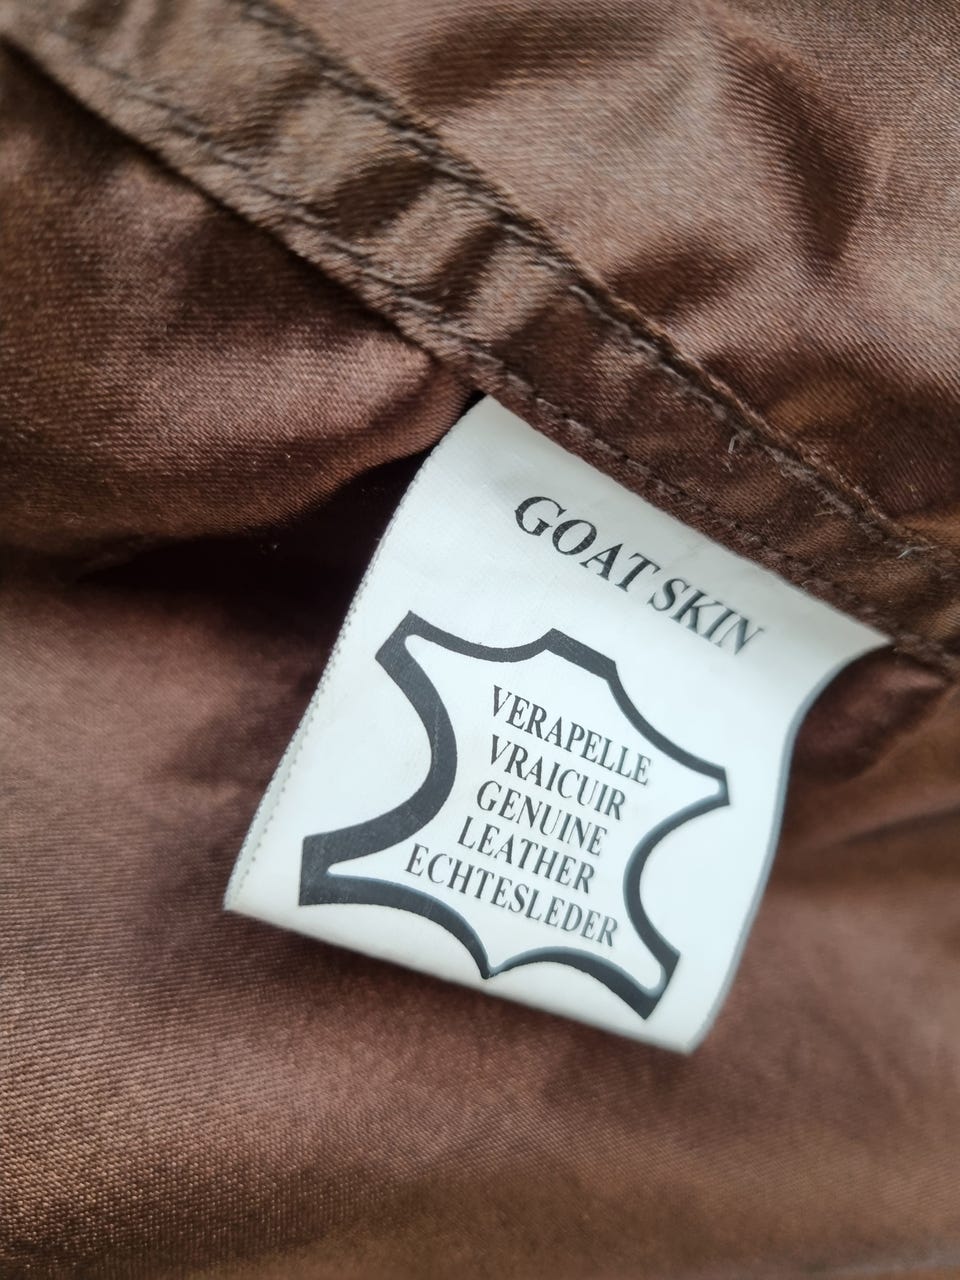 GOAT SKIN
VERAPELLE
VRAICUIR
GENUINE
LEATHER
ECHTESLEDER